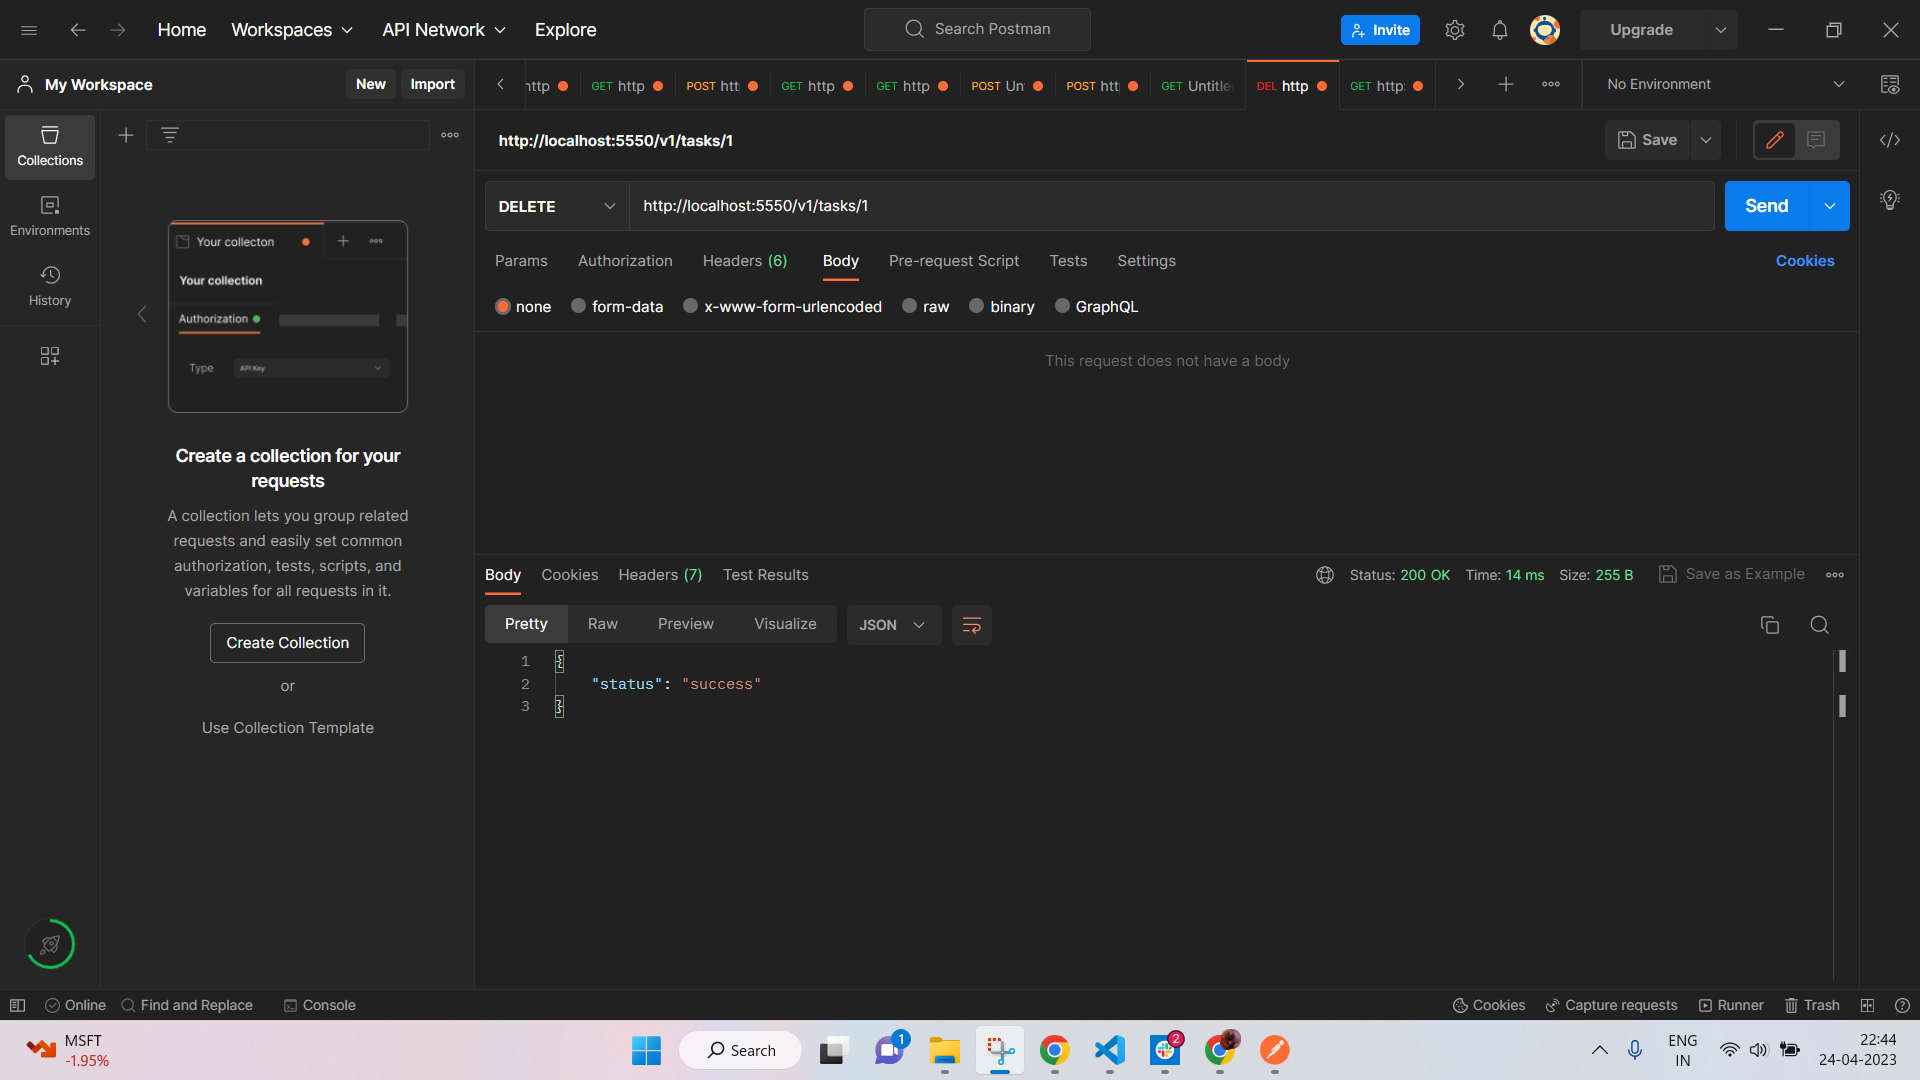 Home Workspaces API Network Explore
Search Postman
Invite
Upgrade
My Workspace
New Import
http GET http POST htt GET http GET http POST Un POST htt GET Untitle DEL http GET http
No Environment
Collections
Environments
History
Your collecton
Your collection
Authorization
Type API Key
Create a collection for your
requests
A collection lets you group related
requests and easily set common
authorization, tests, scripts, and
variables for all requests in it.
Create Collection
or
Use Collection Template
http://localhost:5550/v1/tasks/1
Save
DELETE http://localhost:5550/v1/tasks/1
Send
Params Authorization Headers (6) Body Pre-request Script Tests Settings
Cookies
none form-data x-www-form-urlencoded raw binary GraphQL
This request does not have a body
Body Cookies Headers (7) Test Results
Status: 200 OK Time: 14 ms Size: 255 B Save as Example
Pretty Raw Preview Visualize JSON
1 {
2 "status": "success"
3 }
Online Find and Replace Console
Cookies Capture requests Runner Trash
MSFT
-1.95%
Search
1
2
ENG
IN
22:44
24-04-2023